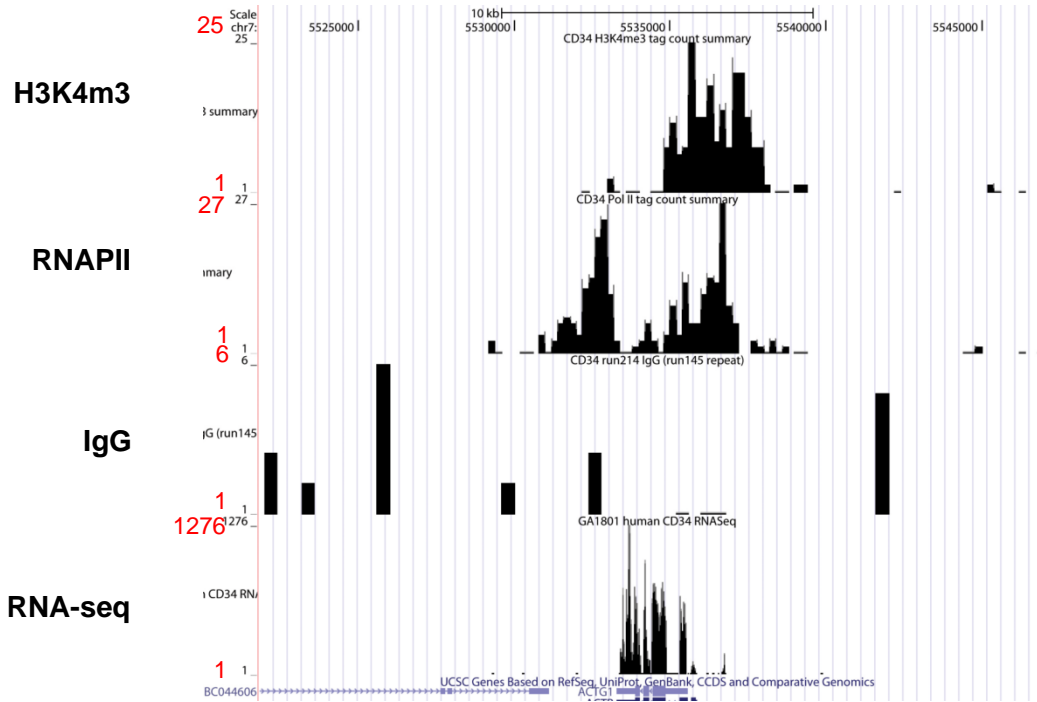 Scale 10 kb
25 chr7: 5525000 5530000 5535000 5540000 5545000
25 CD34 H3K4me3 tag count summary
H3K4m3
summary
1 1
27 27 CD34 Pol II tag count summary
RNAPII
mmary
1 1
6 6 CD34 run214 IgG (run145 repeat)
IgG
gG (run145
1 1
1276 1276 GA1801 human CD34 RNASeq
RNA-seq
CD34 RNA
1 1
UCSC Genes Based on RefSeq, UniProt, GenBank, CCDS and Comparative Genomics
BC044606 ACTG1